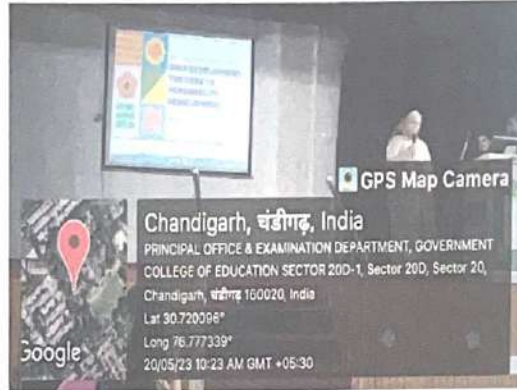 GPS Map Camera
Chandigarh, चंडीगढ़, India
PRINCIPAL OFFICE & EXAMINATION DEPARTMENT, GOVERNMENT
COLLEGE OF EDUCATION SECTOR 20D-1, Sector 20D, Sector 20,
Chandigarh, चंडीगढ़ 160020, India
Lat 30.720096°
Long 76.777339°
20/05/23 10:23 AM GMT +05:30
Google